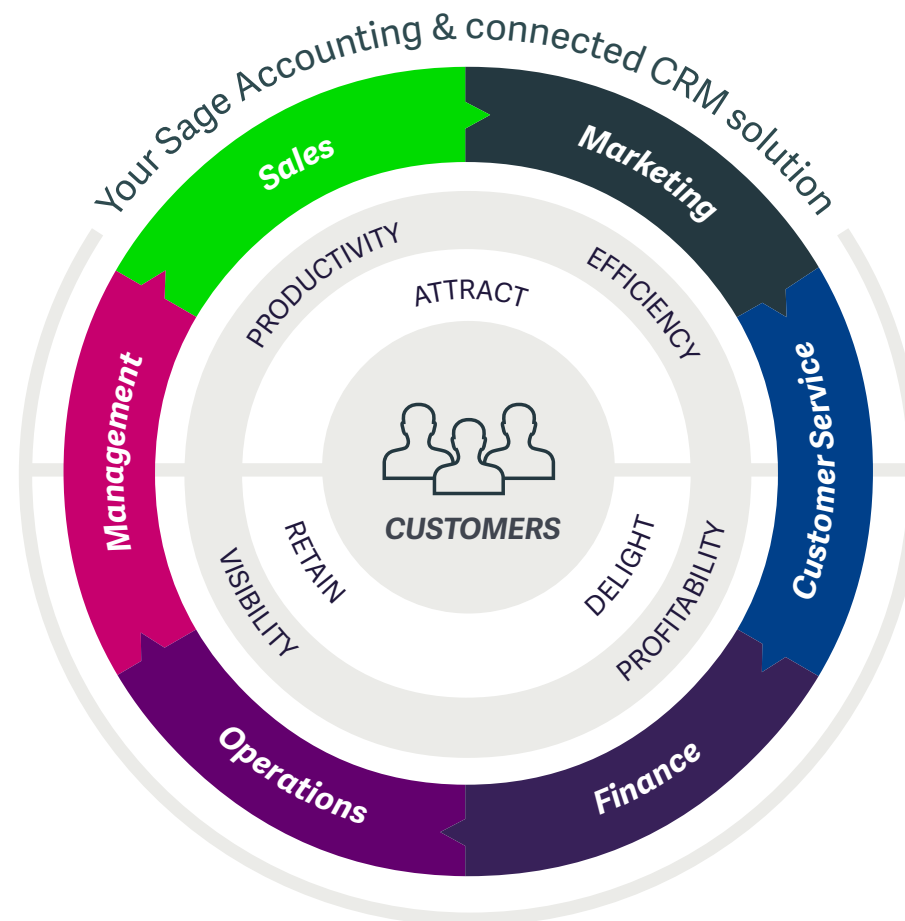 Your Sage Accounting & connected CRM solution
Sales
Marketing
Customer Service
Finance
Operations
Management
PRODUCTIVITY
EFFICIENCY
PROFITABILITY
VISIBILITY
ATTRACT
DELIGHT
RETAIN
CUSTOMERS